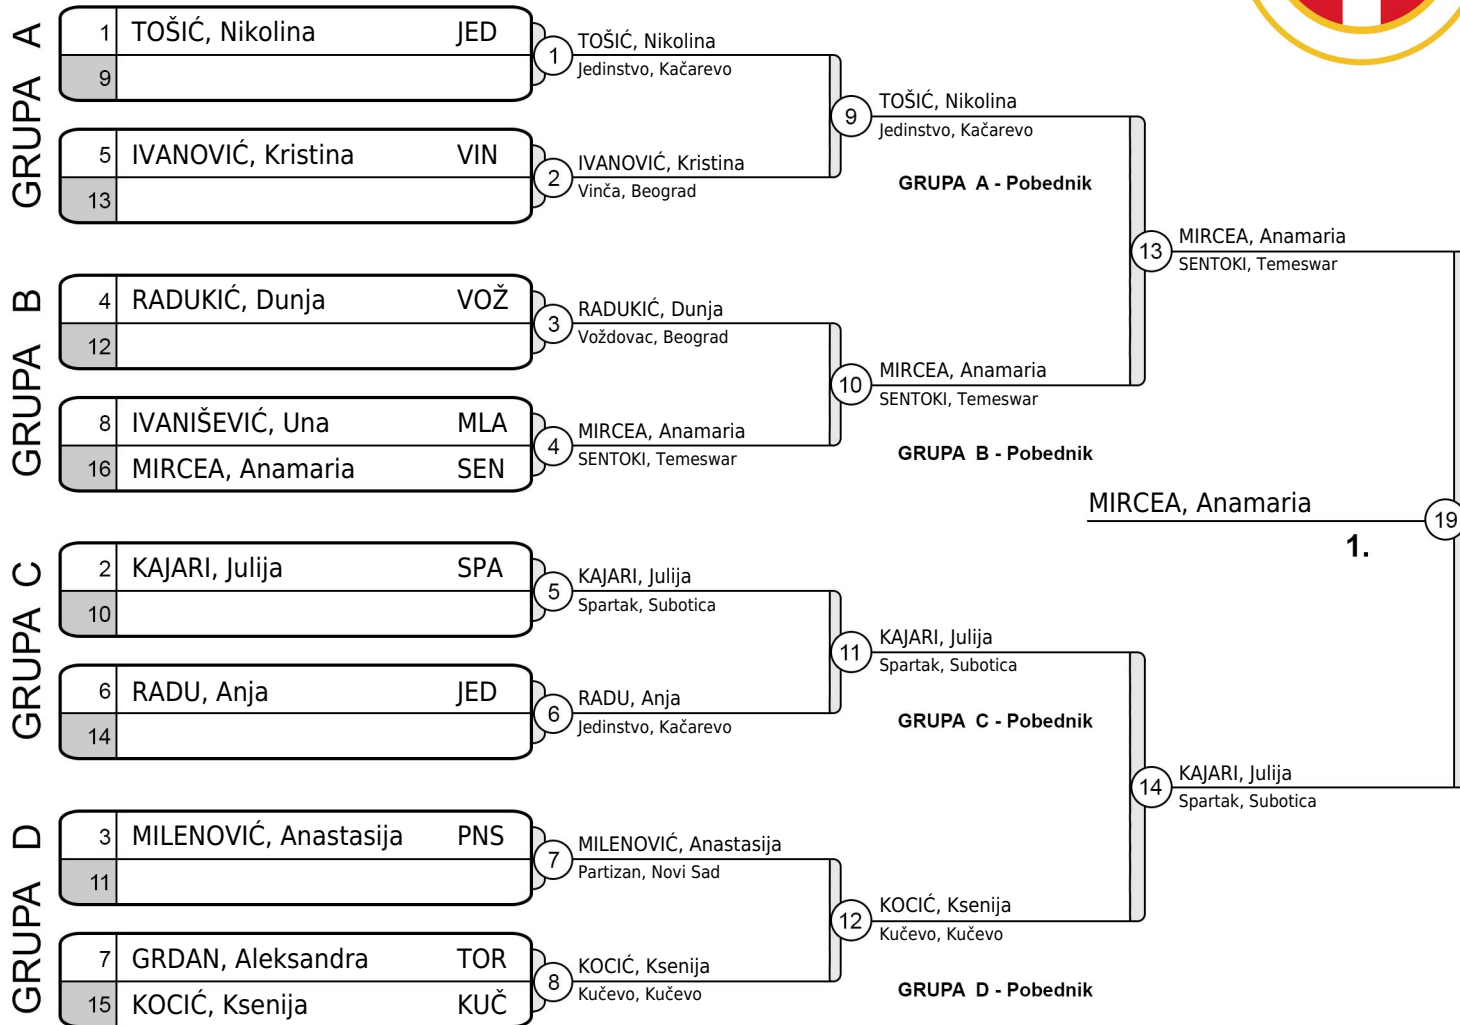 GRUPA A
1 TOŠIĆ, Nikolina JED
9
5 IVANOVIĆ, Kristina VIN
13
1
TOŠIĆ, Nikolina
Jedinstvo, Kačarevo
2
IVANOVIĆ, Kristina
Vinča, Beograd
9
TOŠIĆ, Nikolina
Jedinstvo, Kačarevo
GRUPA A - Pobednik
GRUPA B
4 RADUKIĆ, Dunja VOŽ
12
8 IVANIŠEVIĆ, Una MLA
16 MIRCEA, Anamaria SEN
3
RADUKIĆ, Dunja
Voždovac, Beograd
4
MIRCEA, Anamaria
SENTOKI, Temeswar
10
MIRCEA, Anamaria
SENTOKI, Temeswar
GRUPA B - Pobednik
13
MIRCEA, Anamaria
SENTOKI, Temeswar
MIRCEA, Anamaria
19
1.
GRUPA C
2 KAJARI, Julija SPA
10
6 RADU, Anja JED
14
5
KAJARI, Julija
Spartak, Subotica
6
RADU, Anja
Jedinstvo, Kačarevo
11
KAJARI, Julija
Spartak, Subotica
GRUPA C - Pobednik
14
KAJARI, Julija
Spartak, Subotica
GRUPA D
3 MILENOVIĆ, Anastasija PNS
11
7 GRDAN, Aleksandra TOR
15 KOCIĆ, Ksenija KUČ
7
MILENOVIĆ, Anastasija
Partizan, Novi Sad
8
KOCIĆ, Ksenija
Kučevo, Kučevo
12
KOCIĆ, Ksenija
Kučevo, Kučevo
GRUPA D - Pobednik